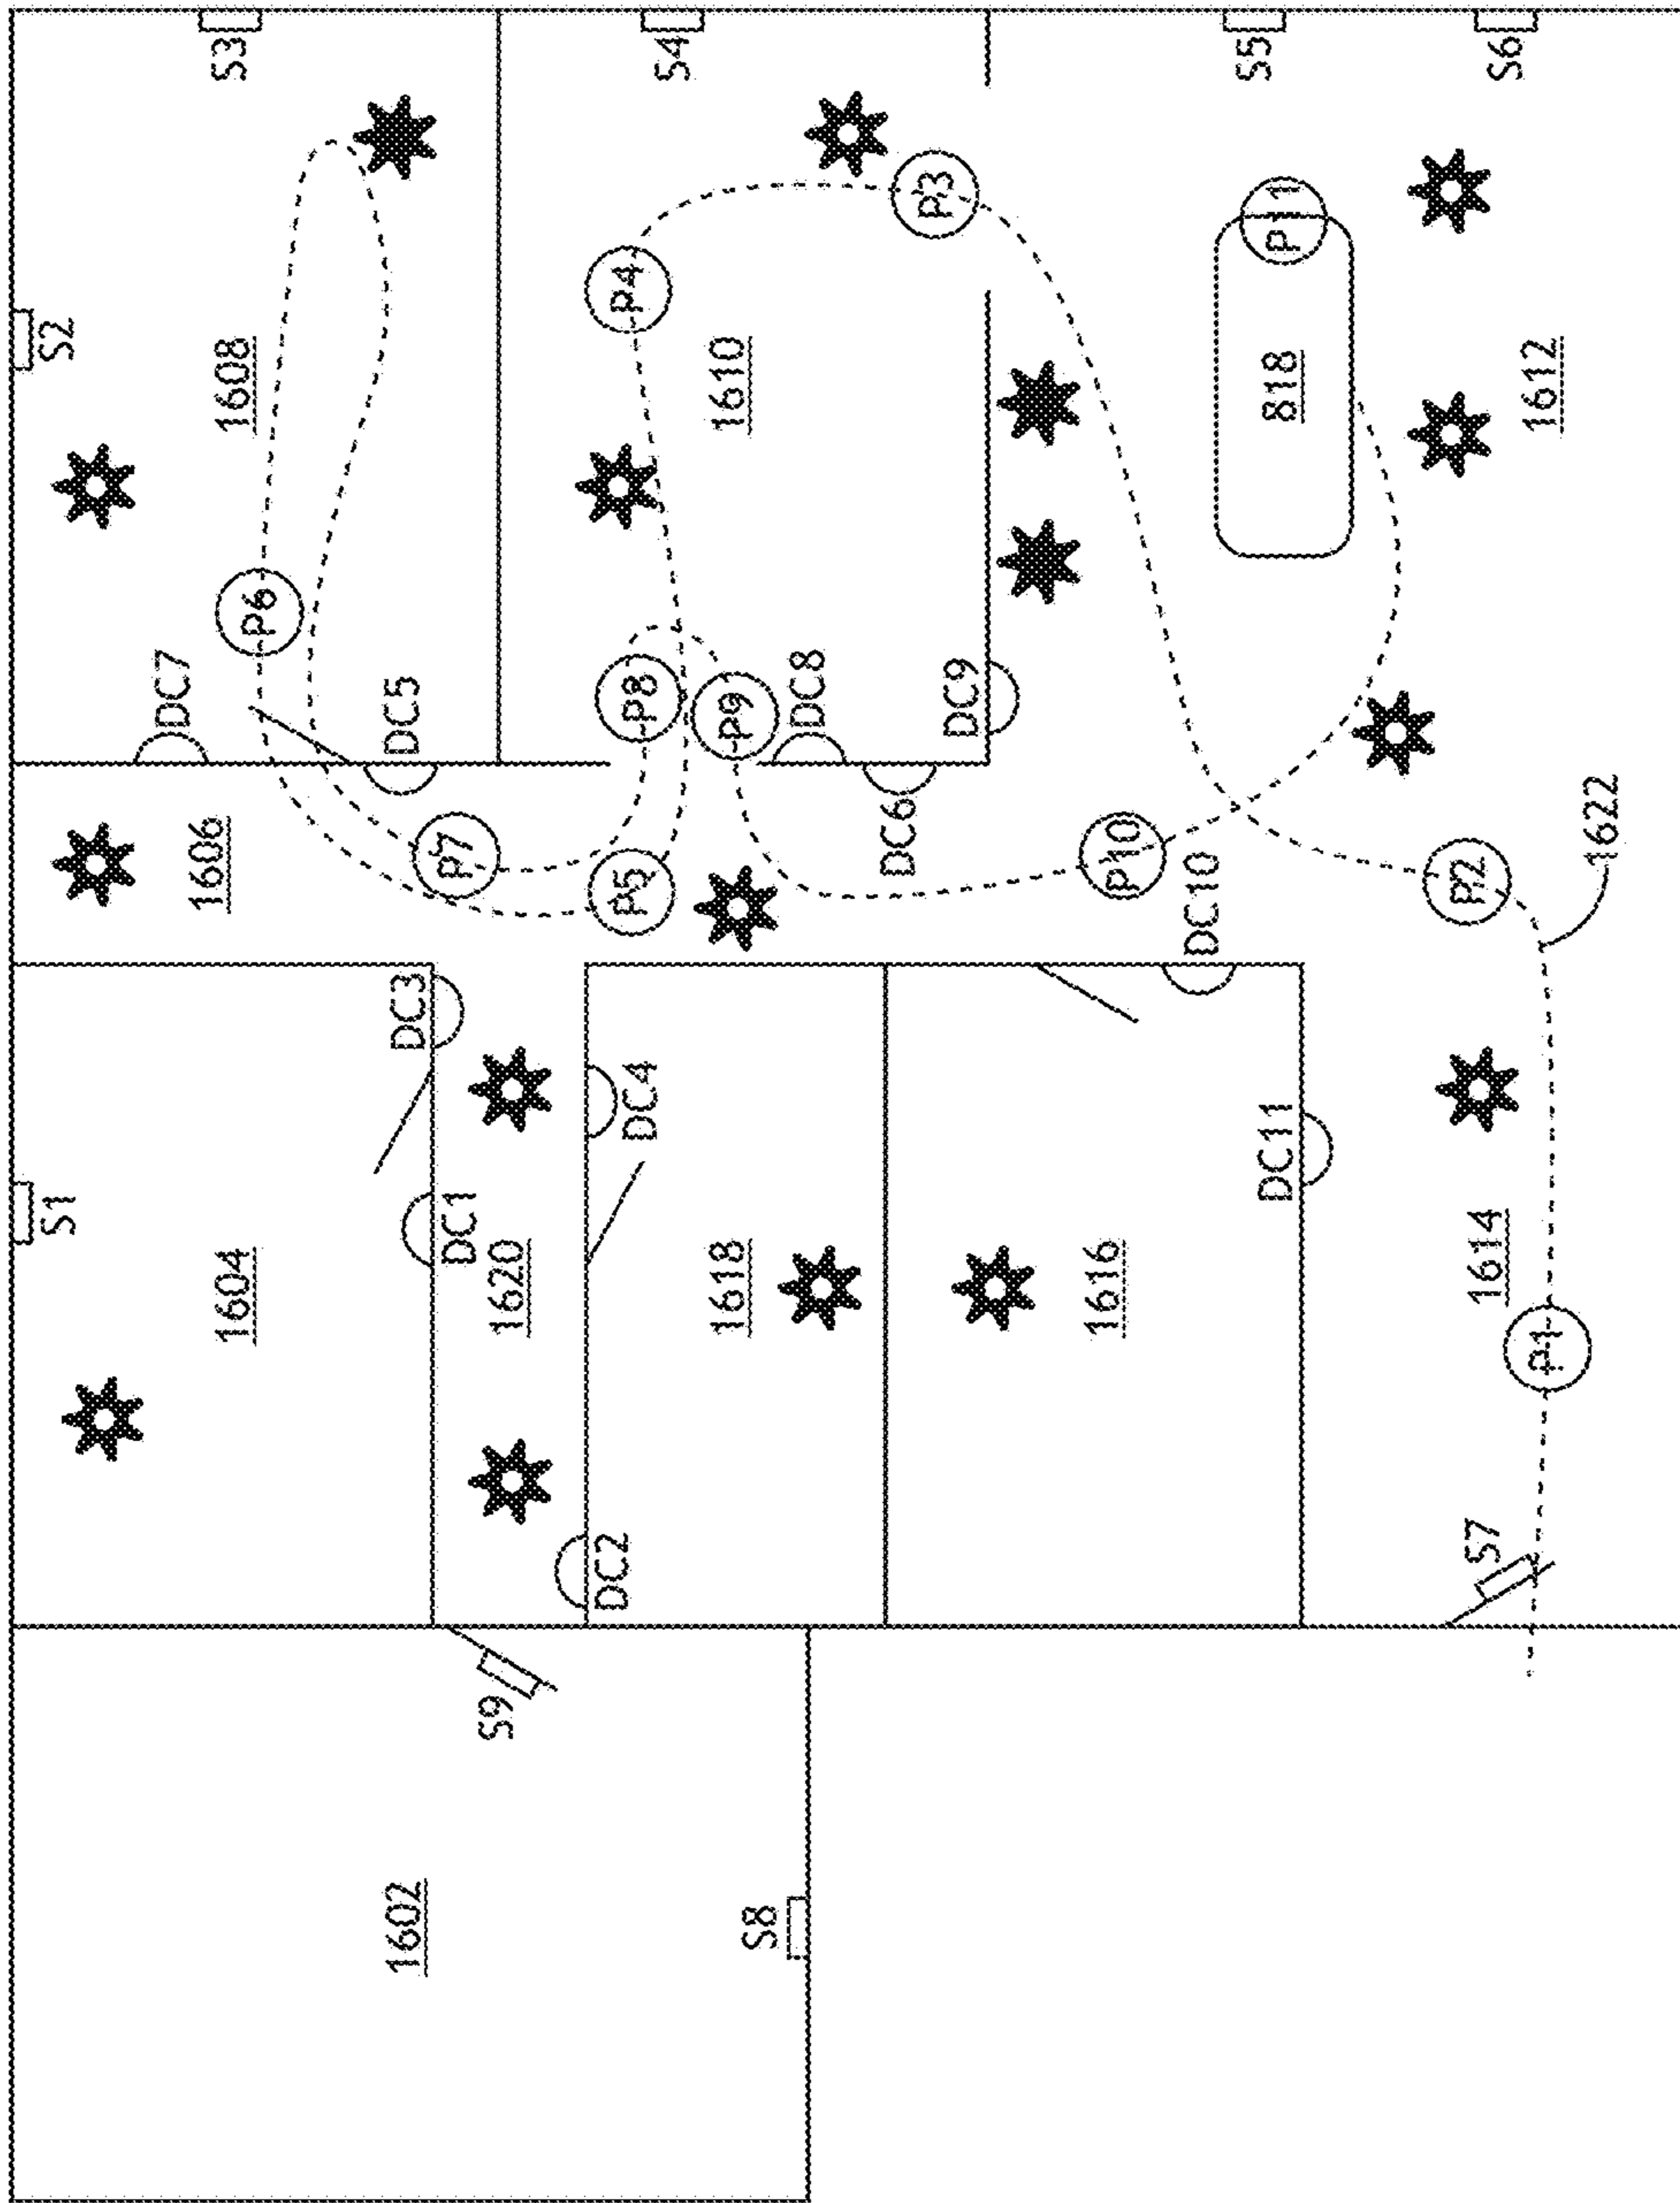 S1
S2
DC7
1604
1606
1608
S3
P6
1602
DC3
DC5
DC1
P7
S9
1620
DC2
DC4
P5
P8
P4
S4
1618
P9
1610
S8
DC8
DC6
P3
DC9
1616
P10
DC10
S5
DC11
818
P11
S7
1614
P2
S6
P1
1612
1622